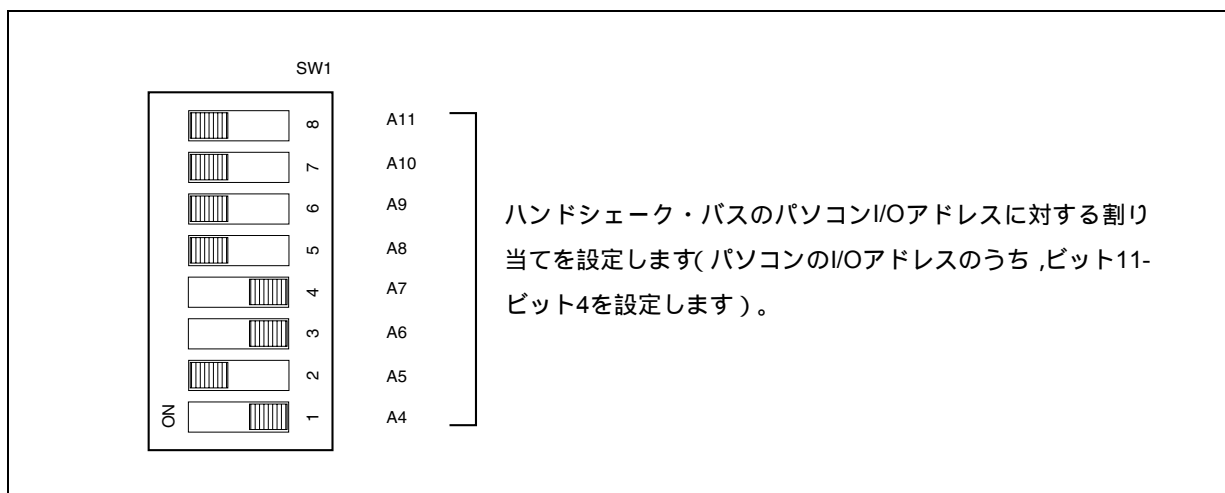 SW1
8 A11
7 A10
6 A9
5 A8
4 A7
3 A6
2 A5
ON 1 A4
ハンドシェーク・バスのパソコンI/Oアドレスに対する割り
当てを設定します( パソコンのI/Oアドレスのうち ,ビット11-
ビット4を設定します ) 。